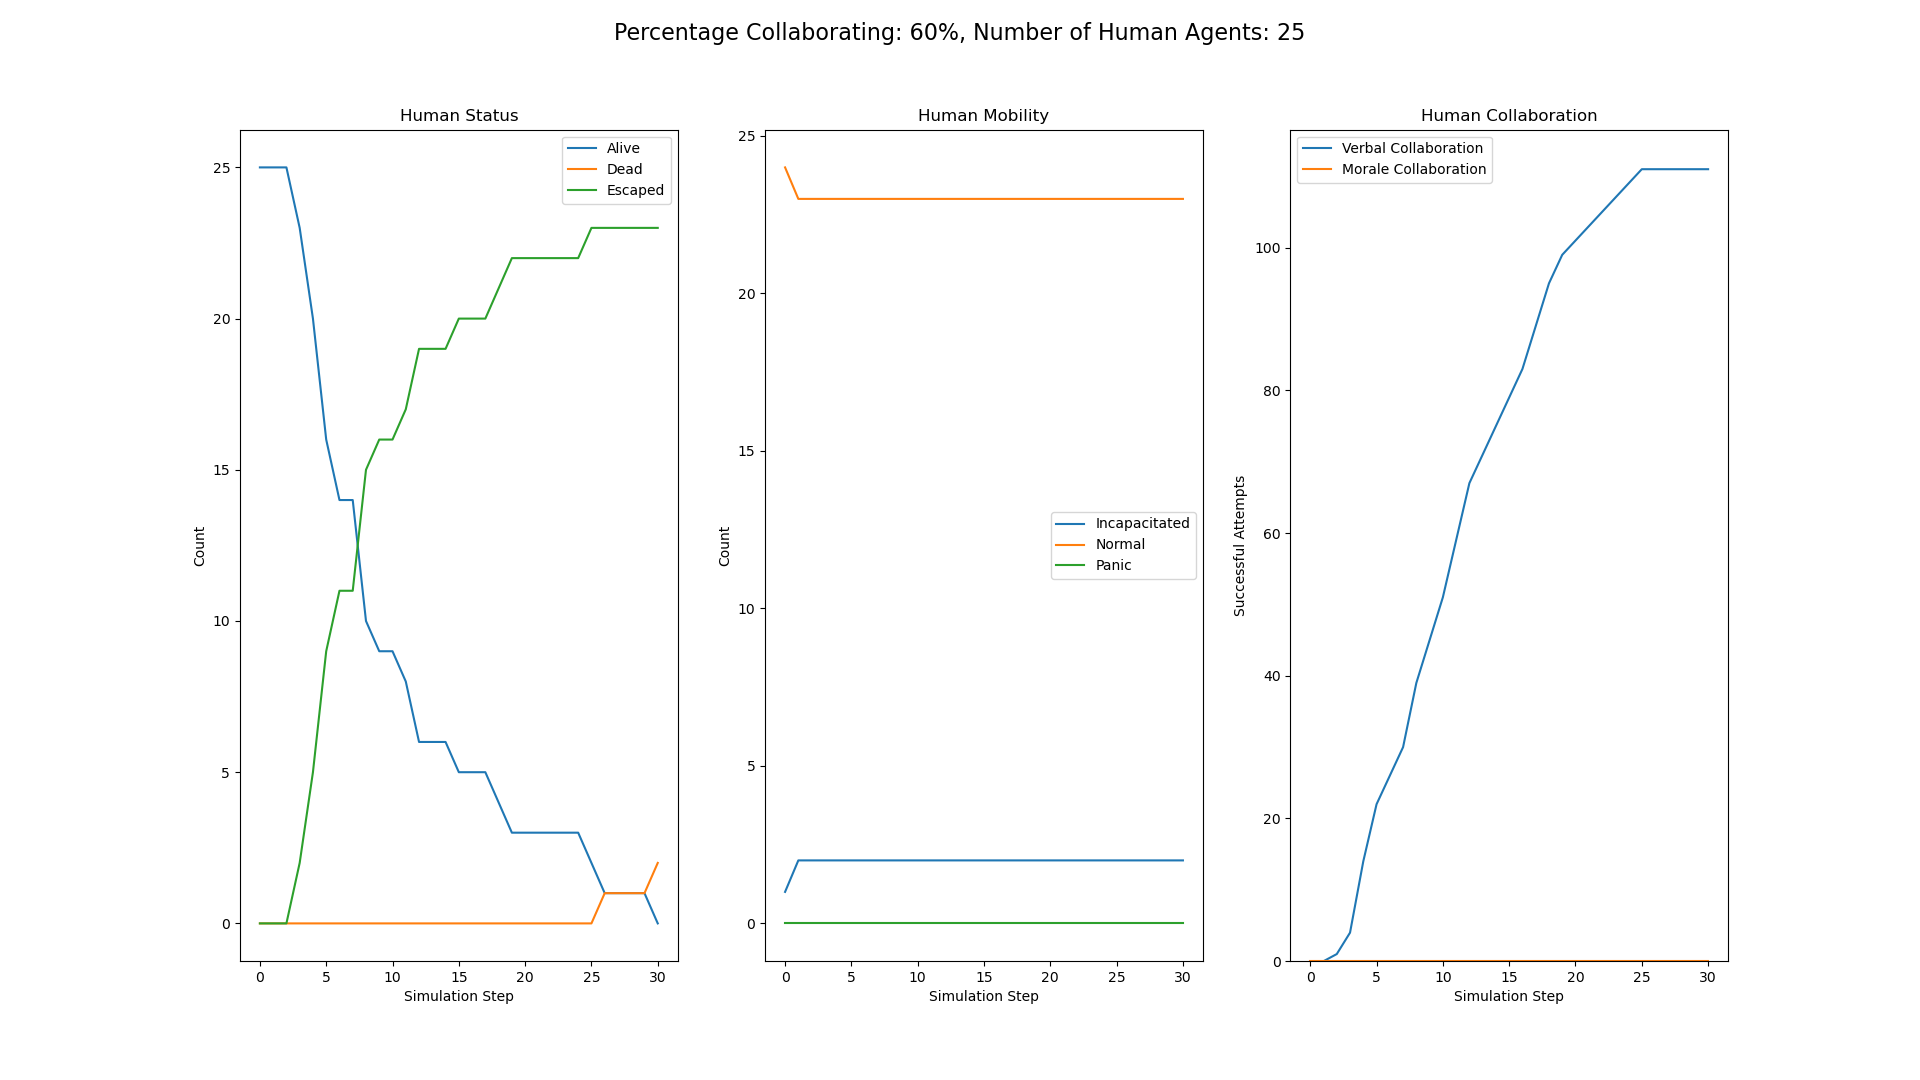 Percentage Collaborating: 60%, Number of Human Agents: 25
Human Status
Alive
Dead
Escaped
25
20
15
10
5
0
Count
0 5 10 15 20 25 30
Simulation Step
Human Mobility
Incapacitated
Normal
Panic
25
20
15
10
5
0
Count
0 5 10 15 20 25 30
Simulation Step
Human Collaboration
Verbal Collaboration
Morale Collaboration
100
80
60
40
20
0
Successful Attempts
0 5 10 15 20 25 30
Simulation Step